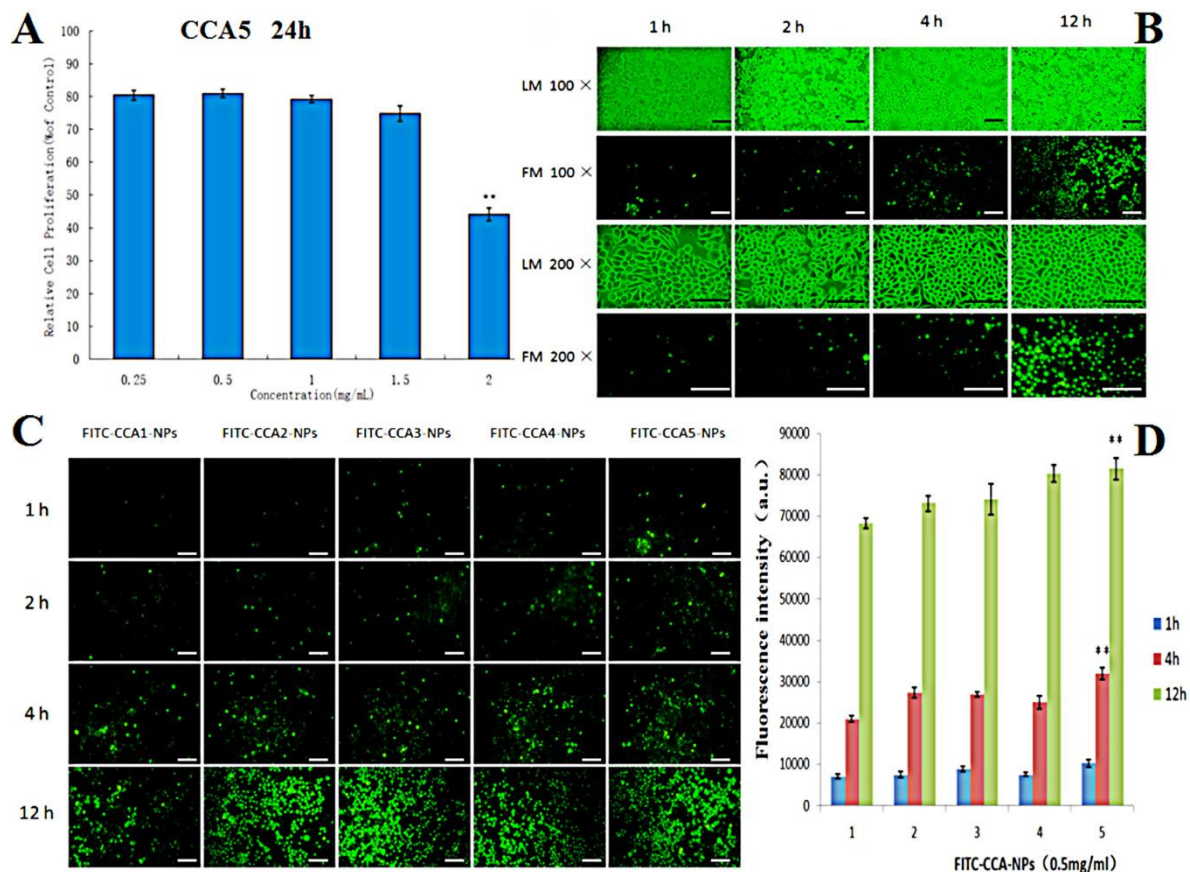 A
CCA5 24h
Relative Cell Proliferation(%of Control)
100
90
80
70
60
50
40
30
20
10
0
**
0.25 0.5 1 1.5 2
Concentration(mg/mL)
B
1 h 2 h 4 h 12 h
LM 100 ×
FM 100 ×
LM 200 ×
FM 200 ×
C
FITC-CCA1-NPs FITC-CCA2-NPs FITC-CCA3-NPs FITC-CCA4-NPs FITC-CCA5-NPs
1 h
2 h
4 h
12 h
D
Fluorescence intensity（a.u.）
90000
80000
70000
60000
50000
40000
30000
20000
10000
0
**
**
1h
4h
12h
1 2 3 4 5
FITC-CCA-NPs（0.5mg/ml）